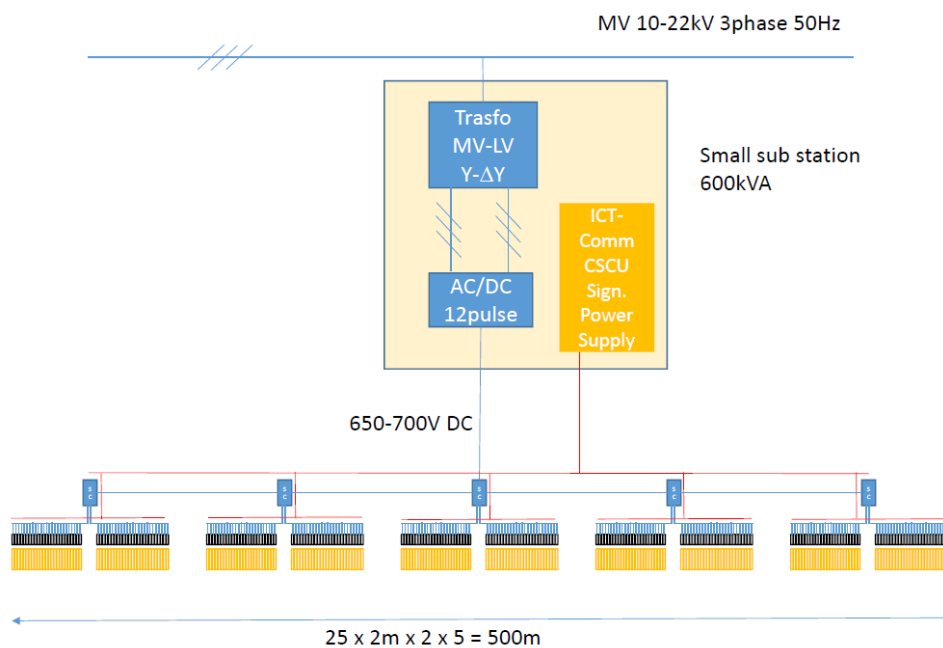 MV 10-22kV 3phase 50Hz
Trasfo
MV-LV
Y-ΔY
Small sub station
600kVA
ICT-
Comm
CSCU
Sign.
Power
Supply
AC/DC
12pulse
650-700V DC
S
C
S
C
S
C
S
C
S
C
25 x 2m x 2 x 5 = 500m